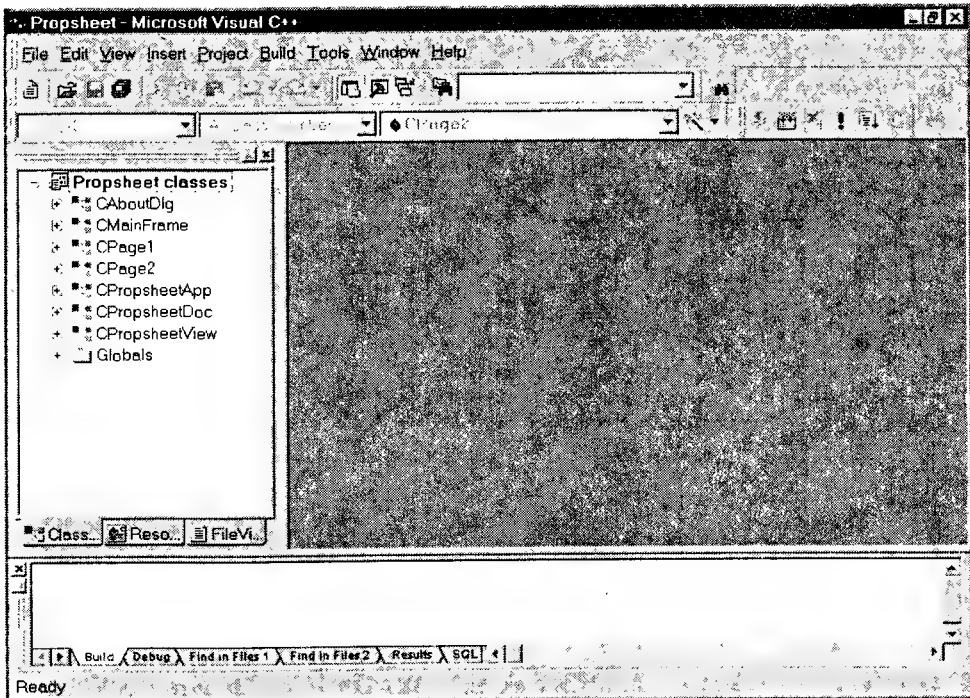 Propsheet - Microsoft Visual C++
File Edit View Insert Project Build Tools Window Help
CPage2
Propsheet classes
CAboutDlg
CMainFrame
CPage1
CPage2
CPropsheetApp
CPropsheetDoc
CPropsheetView
Globals
Class... Reso... FileVi...
Build Debug Find in Files 1 Find in Files 2 Results SQL
Ready